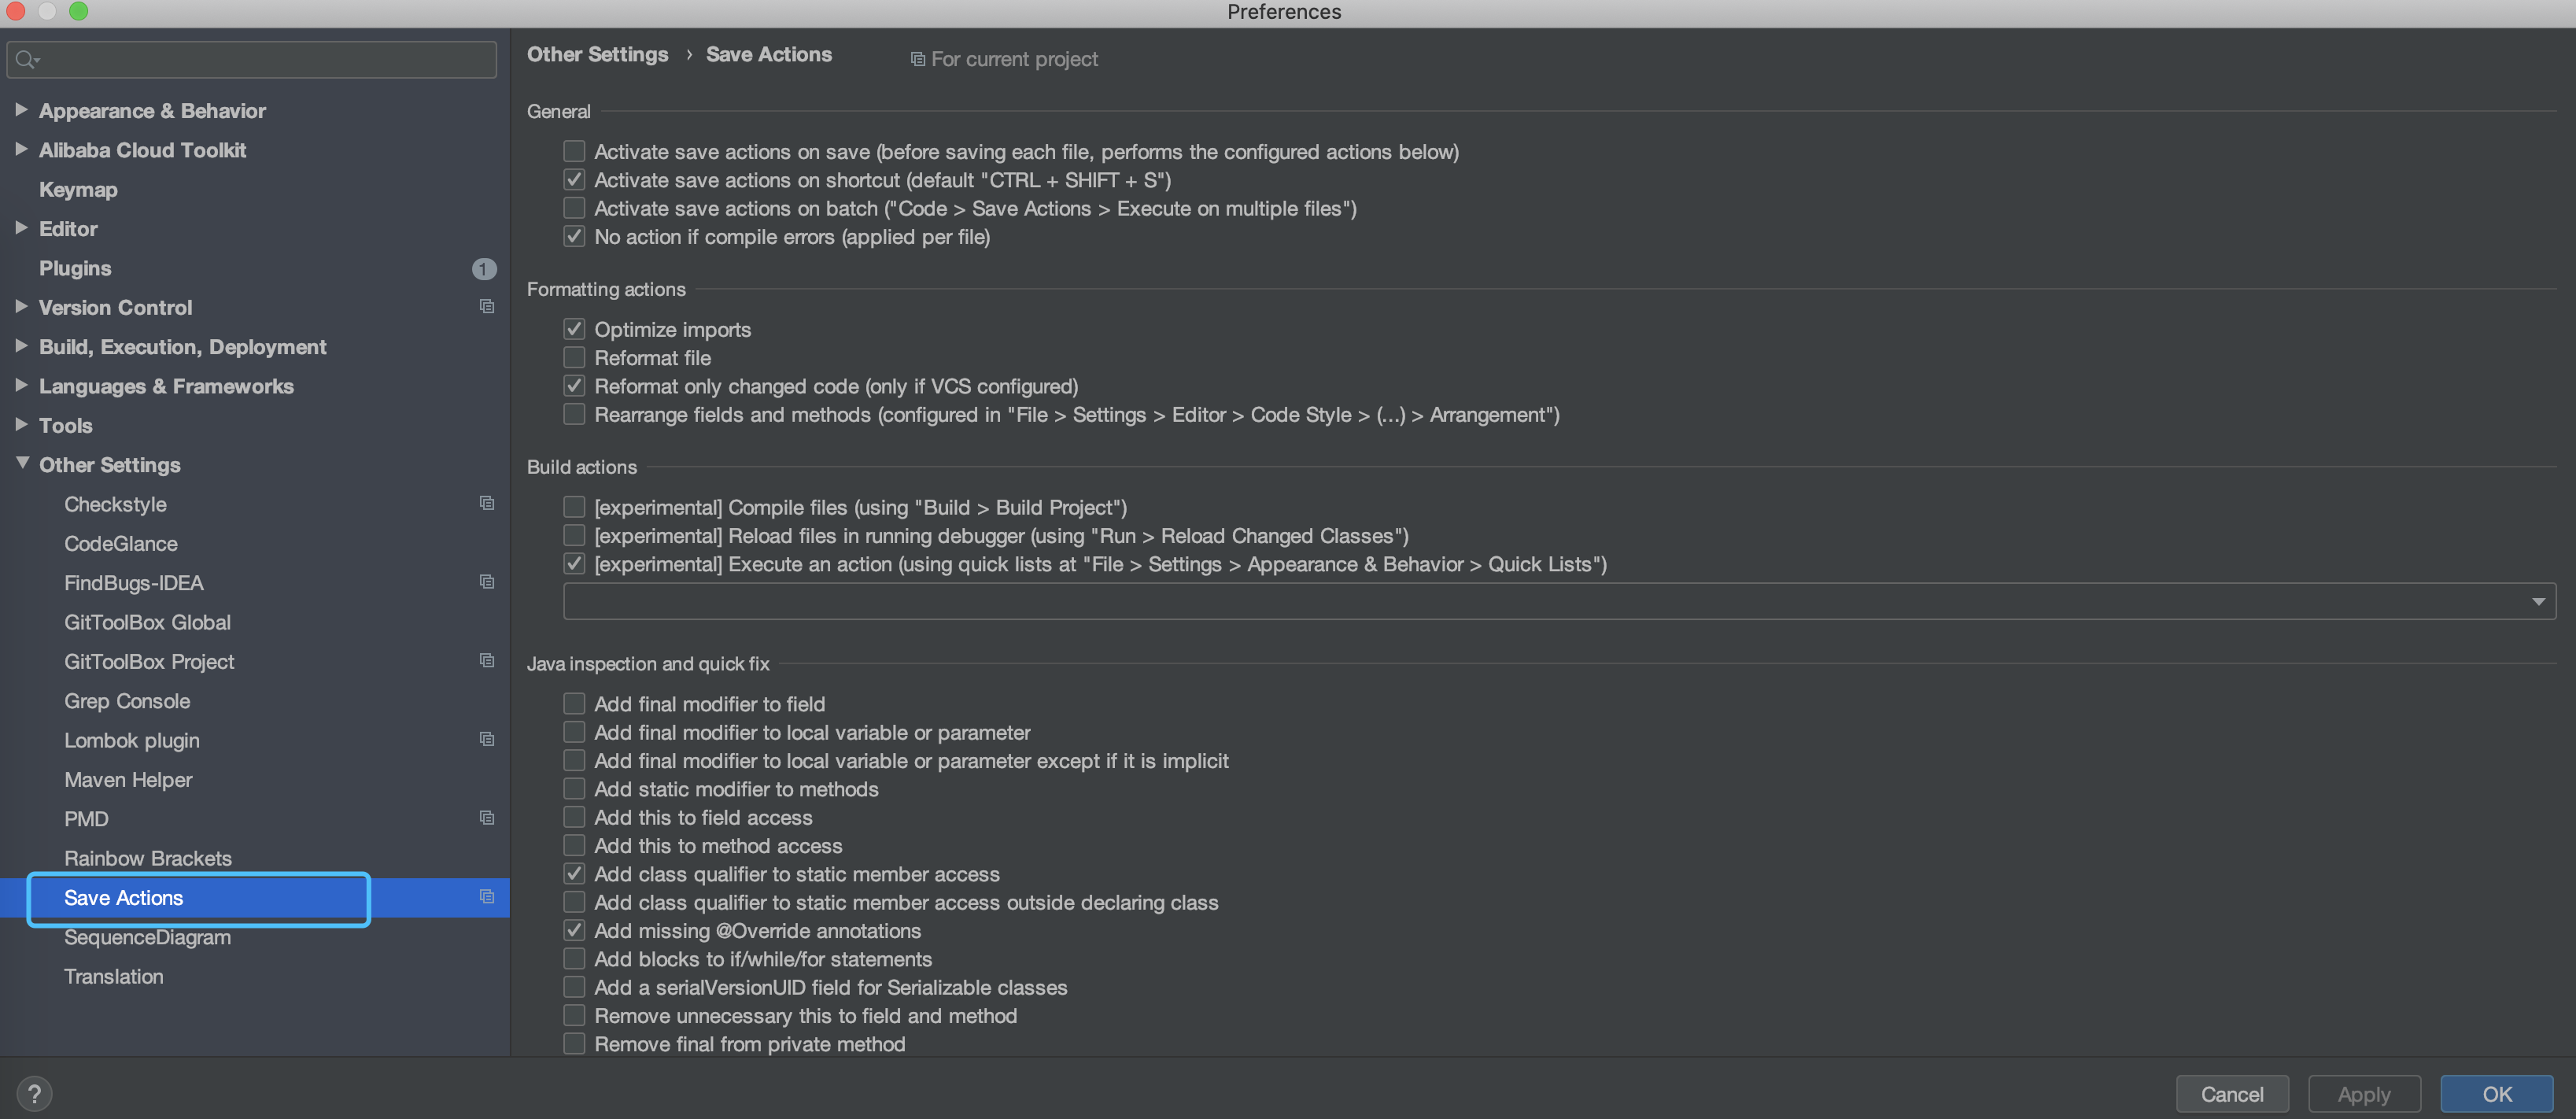 Preferences
Appearance & Behavior
Alibaba Cloud Toolkit
Keymap
Editor
Plugins 1
Version Control
Build, Execution, Deployment
Languages & Frameworks
Tools
Other Settings
Checkstyle
CodeGlance
FindBugs-IDEA
GitToolBox Global
GitToolBox Project
Grep Console
Lombok plugin
Maven Helper
PMD
Rainbow Brackets
Save Actions
SequenceDiagram
Translation
Other Settings › Save Actions For current project
General
Activate save actions on save (before saving each file, performs the configured actions below)
Activate save actions on shortcut (default "CTRL + SHIFT + S")
Activate save actions on batch ("Code > Save Actions > Execute on multiple files")
No action if compile errors (applied per file)
Formatting actions
Optimize imports
Reformat file
Reformat only changed code (only if VCS configured)
Rearrange fields and methods (configured in "File > Settings > Editor > Code Style > (...) > Arrangement")
Build actions
[experimental] Compile files (using "Build > Build Project")
[experimental] Reload files in running debugger (using "Run > Reload Changed Classes")
[experimental] Execute an action (using quick lists at "File > Settings > Appearance & Behavior > Quick Lists")
Java inspection and quick fix
Add final modifier to field
Add final modifier to local variable or parameter
Add final modifier to local variable or parameter except if it is implicit
Add static modifier to methods
Add this to field access
Add this to method access
Add class qualifier to static member access
Add class qualifier to static member access outside declaring class
Add missing @Override annotations
Add blocks to if/while/for statements
Add a serialVersionUID field for Serializable classes
Remove unnecessary this to field and method
Remove final from private method
? Cancel Apply OK